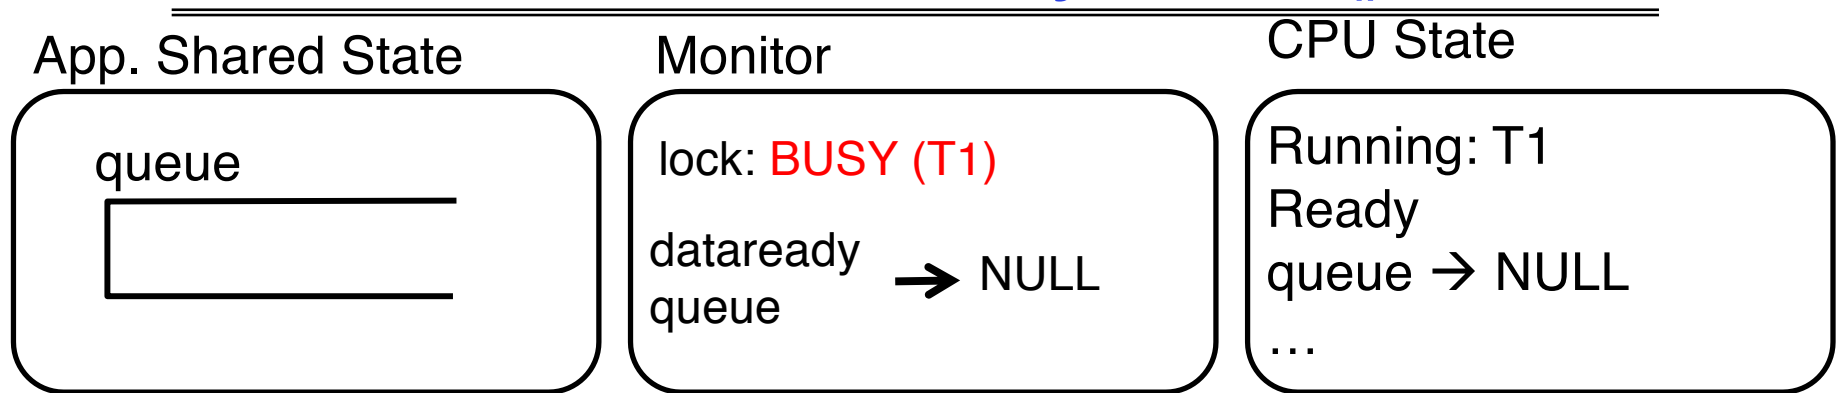 App. Shared State
queue
Monitor
lock: BUSY (T1)
dataready
queue → NULL
CPU State
Running: T1
Ready
queue → NULL
…